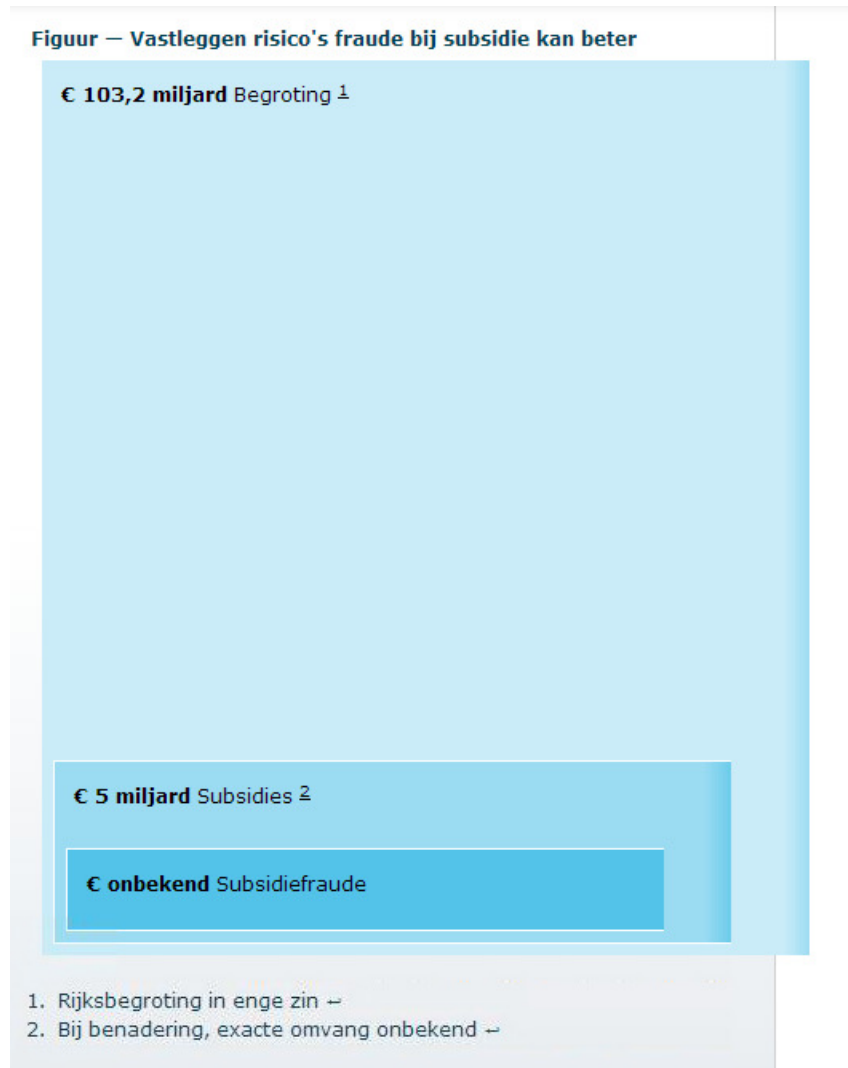 Figuur — Vastleggen risico's fraude bij subsidie kan beter
€ 103,2 miljard Begroting 1
€ 5 miljard Subsidies 2
€ onbekend Subsidiefraude
1. Rijksbegroting in enge zin ↩
2. Bij benadering, exacte omvang onbekend ↩